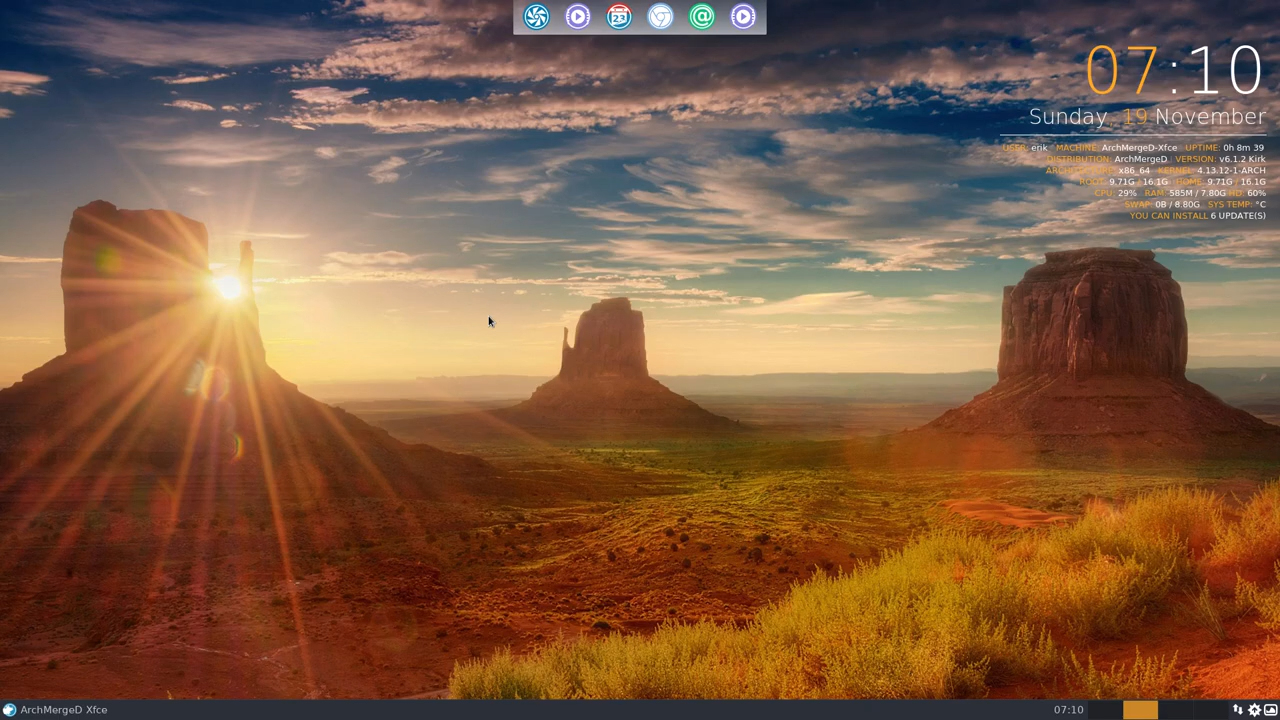 23
@
07:10
Sunday, 19 November
USER: erik MACHINE: ArchMergeD-Xfce UPTIME: 0h 8m 39
DISTRIBUTION: ArchMergeD VERSION: v6.1.2 Kirk
ARCHITECTURE: x86_64 KERNEL: 4.13.12-1-ARCH
ROOT: 9.71G / 16.1G HOME: 9.71G / 16.1G
CPU: 29% RAM: 585M / 7.80G HD: 60%
SWAP: 0B / 8.80G SYS TEMP: °C
YOU CAN INSTALL 6 UPDATE(S)
ArchMergeD Xfce
07:10